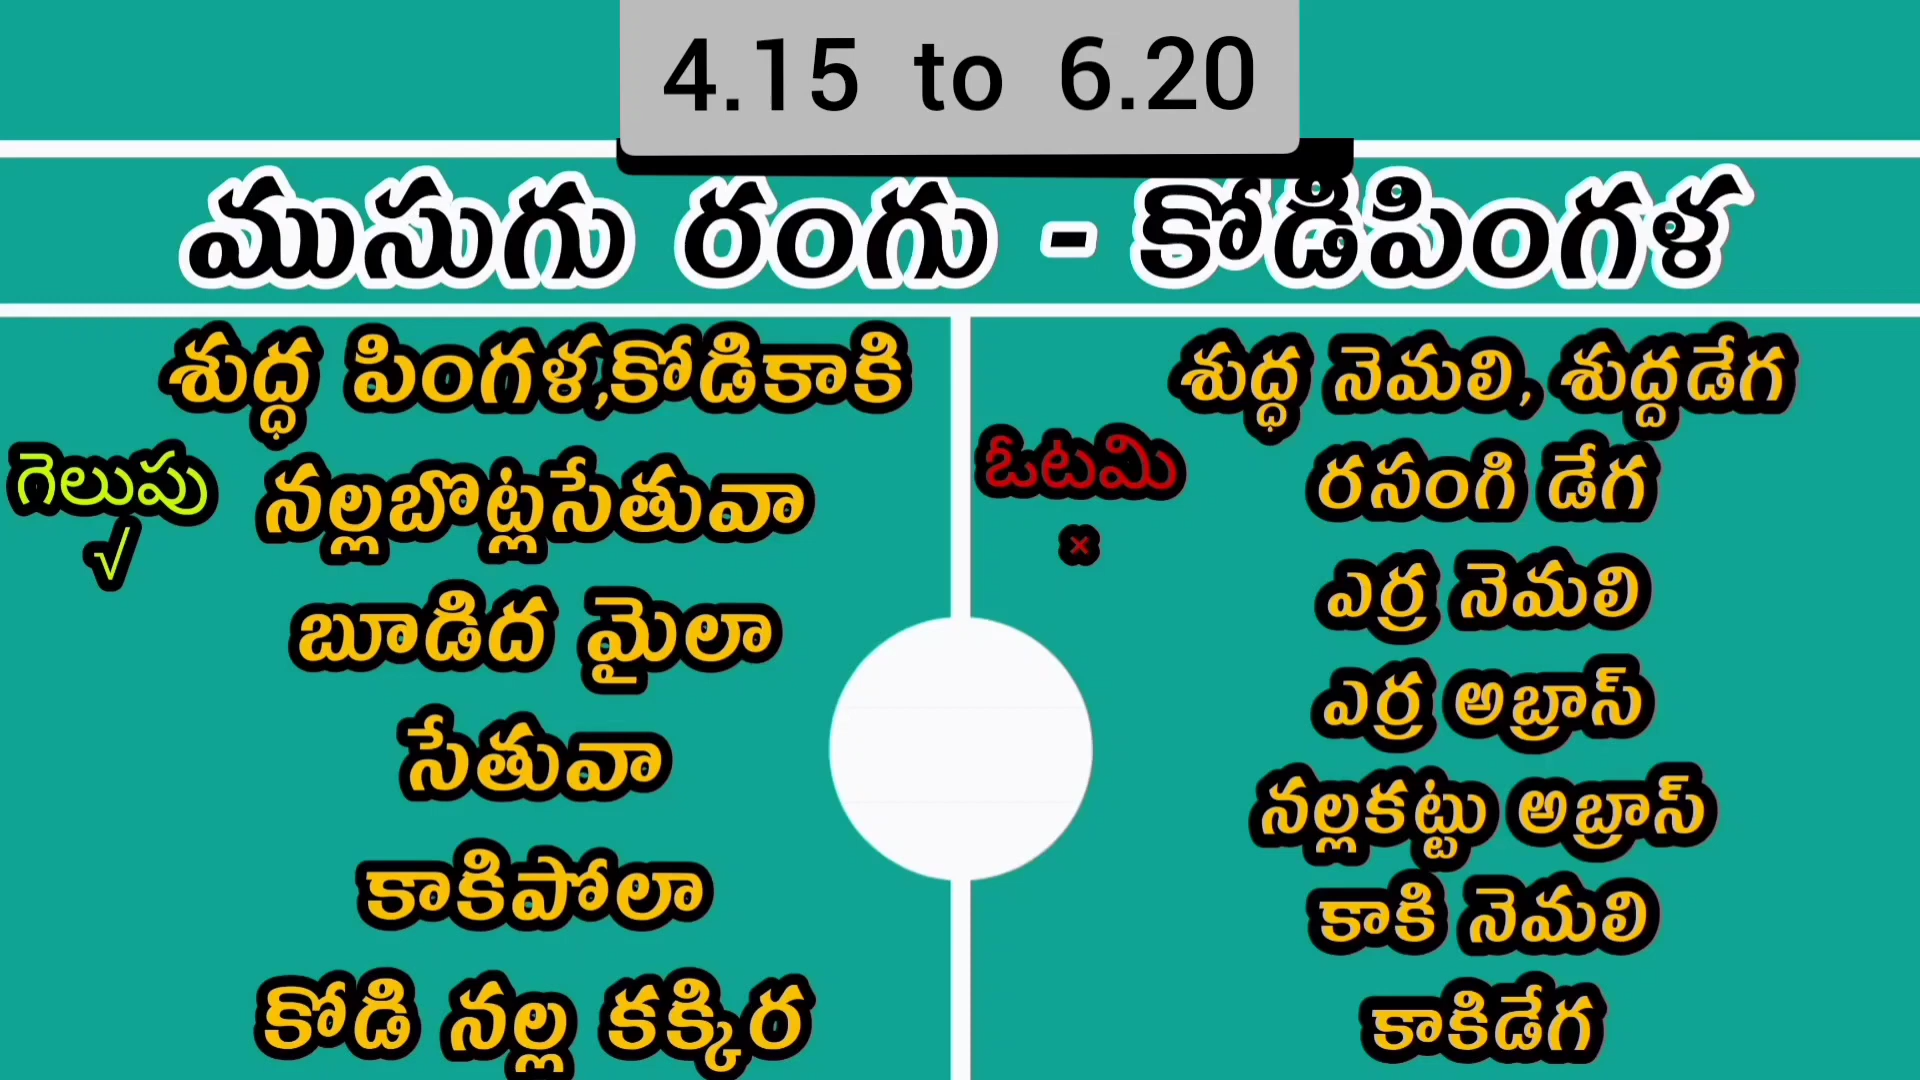 4.15 to 6.20
ముసుగు రంగు - కోడిపింగళ
గెలుపు
√
శుద్ధ పింగళ,కోడికాకి
నల్లబొట్లసేతువా
బూడిద మైలా
సేతువా
కాకిపోలా
కోడి నల్ల కక్కిర
ఓటమి
×
శుద్ధ నెమలి, శుద్దడేగ
రసంగి డేగ
ఎర్ర నెమలి
ఎర్ర అబ్రాస్
నల్లకట్టు అబ్రాస్
కాకి నెమలి
కాకిడేగ